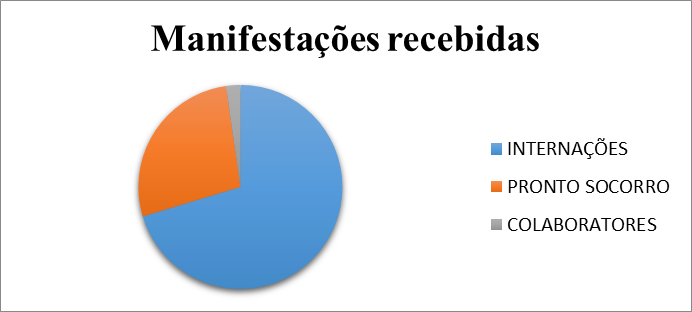 Manifestações recebidas
INTERNAÇÕES
PRONTO SOCORRO
COLABORATORES